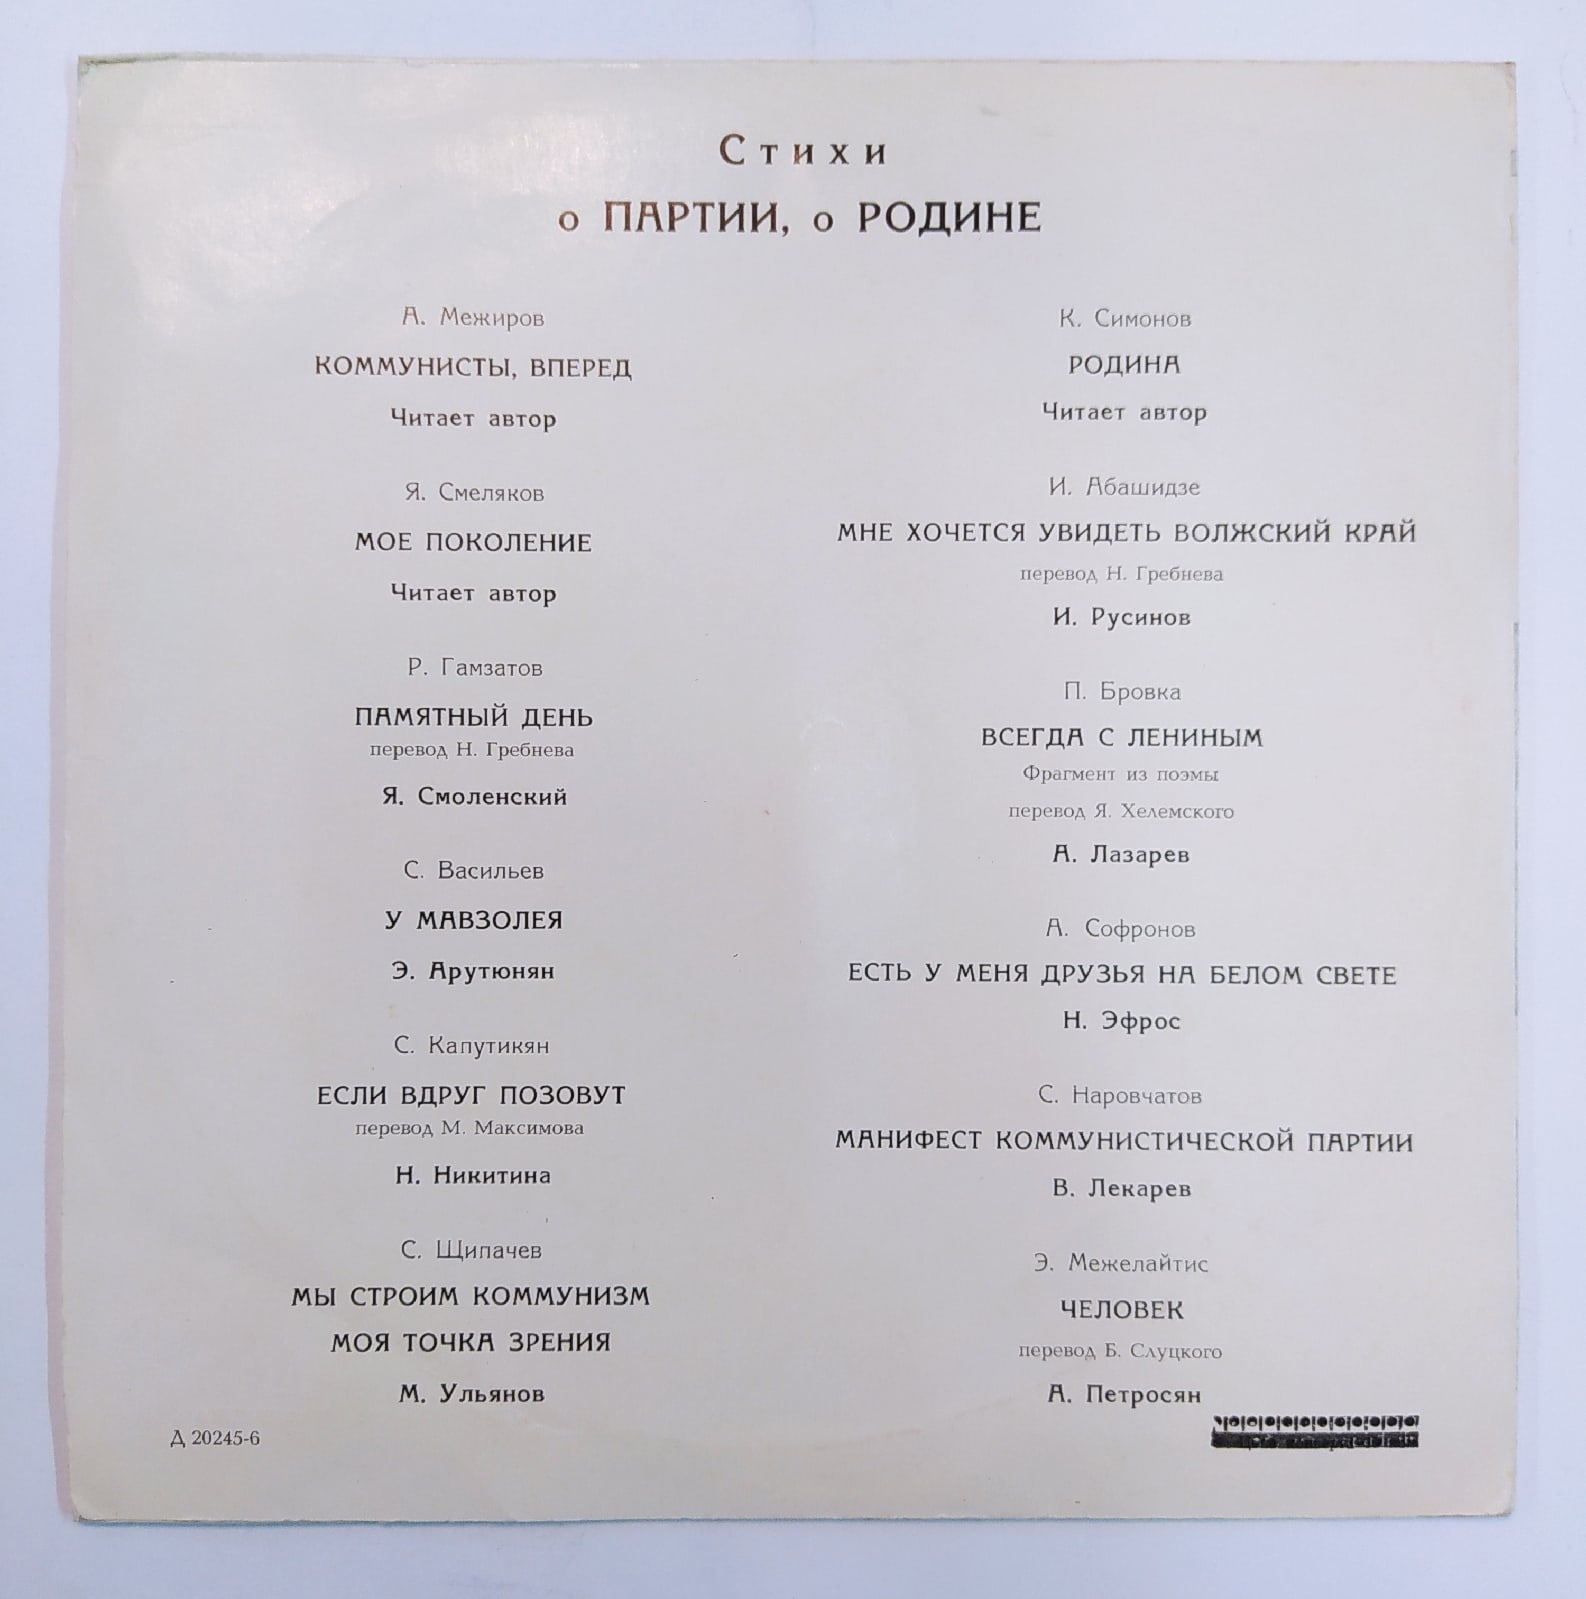 Стихи
о ПАРТИИ, о РОДИНЕ
А. Межиров
КОММУНИСТЫ, ВПЕРЕД
Читает автор
Я. Смеляков
МОЕ ПОКОЛЕНИЕ
Читает автор
Р. Гамзатов
ПАМЯТНЫЙ ДЕНЬ
перевод Н. Гребнева
Я. Смоленский
С. Васильев
У МАВЗОЛЕЯ
Э. Арутюнян
С. Капутикян
ЕСЛИ ВДРУГ ПОЗОВУТ
перевод М. Максимова
Н. Никитина
С. Щипачев
МЫ СТРОИМ КОММУНИЗМ
МОЯ ТОЧКА ЗРЕНИЯ
М. Ульянов
Д 20245-6
К. Симонов
РОДИНА
Читает автор
И. Абашидзе
МНЕ ХОЧЕТСЯ УВИДЕТЬ ВОЛЖСКИЙ КРАЙ
перевод Н. Гребнева
И. Русинов
П. Бровка
ВСЕГДА С ЛЕНИНЫМ
Фрагмент из поэмы
перевод Я. Хелемского
А. Лазарев
А. Софронов
ЕСТЬ У МЕНЯ ДРУЗЬЯ НА БЕЛОМ СВЕТЕ
Н. Эфрос
С. Наровчатов
МАНИФЕСТ КОММУНИСТИЧЕСКОЙ ПАРТИИ
В. Лекарев
Э. Межелайтис
ЧЕЛОВЕК
перевод Б. Слуцкого
А. Петросян